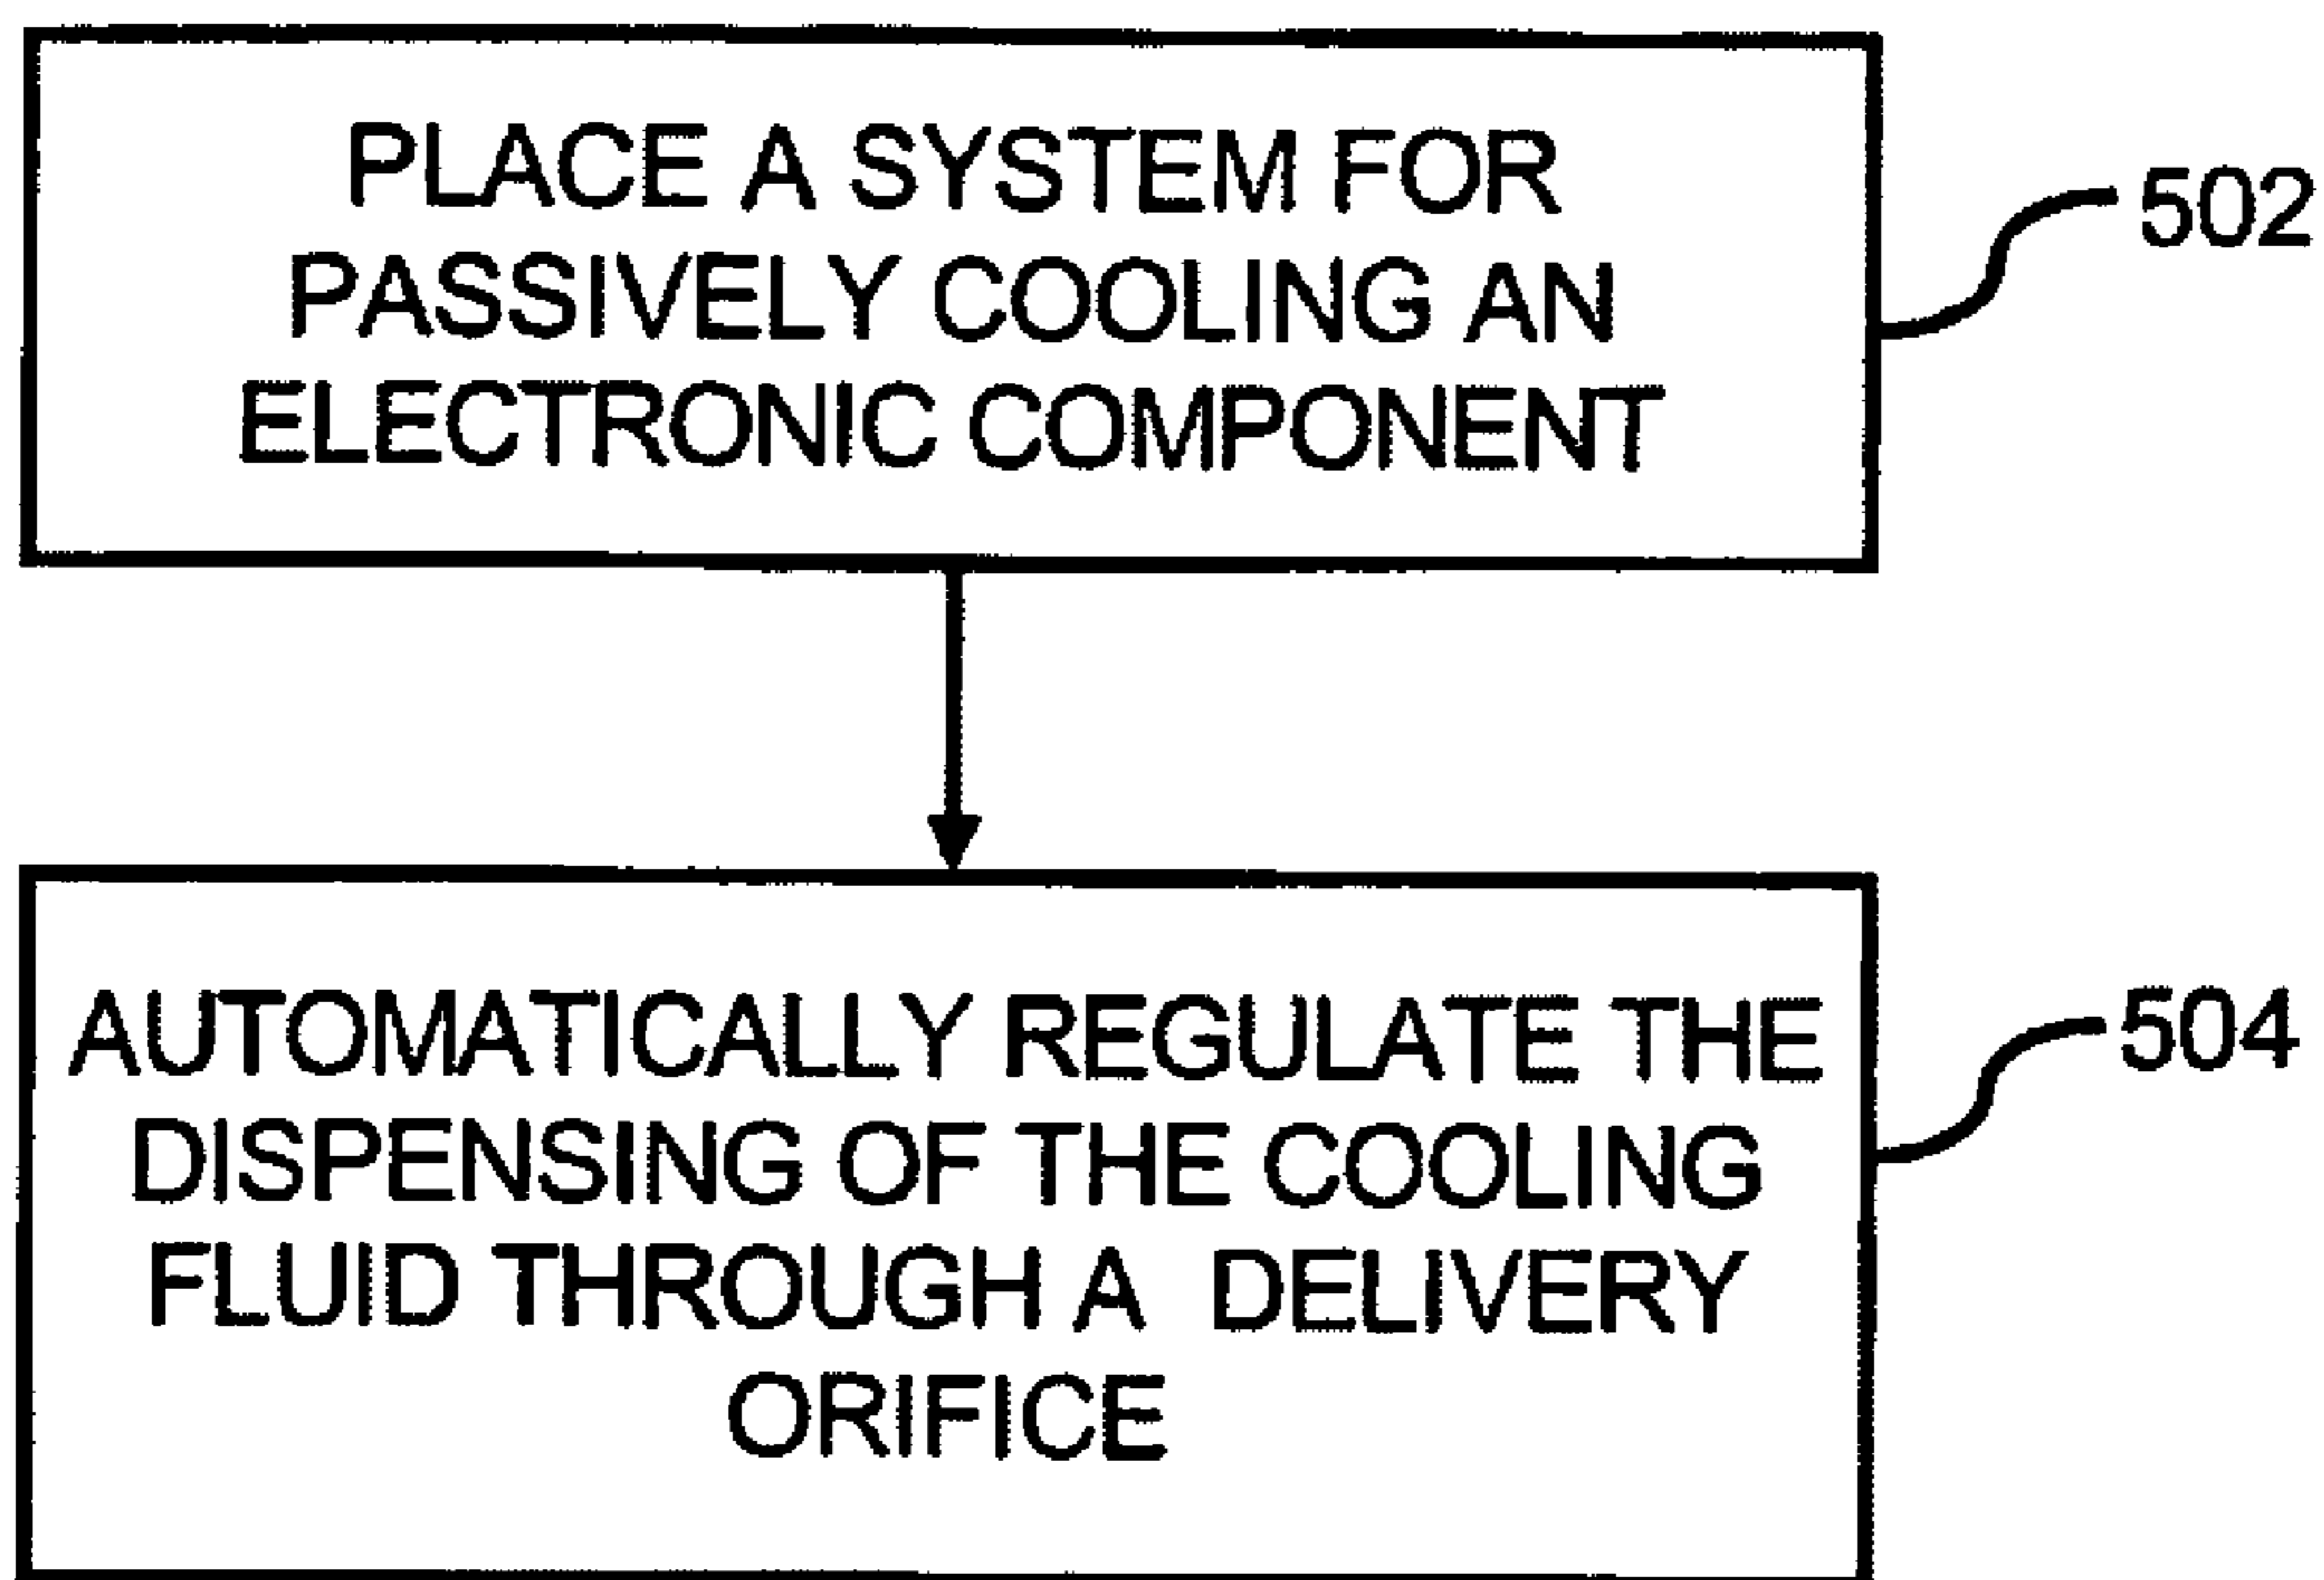 PLACE A SYSTEM FOR
PASSIVELY COOLING AN
ELECTRONIC COMPONENT
502
AUTOMATICALLY REGULATE THE
DISPENSING OF THE COOLING
FLUID THROUGH A DELIVERY
ORIFICE
504